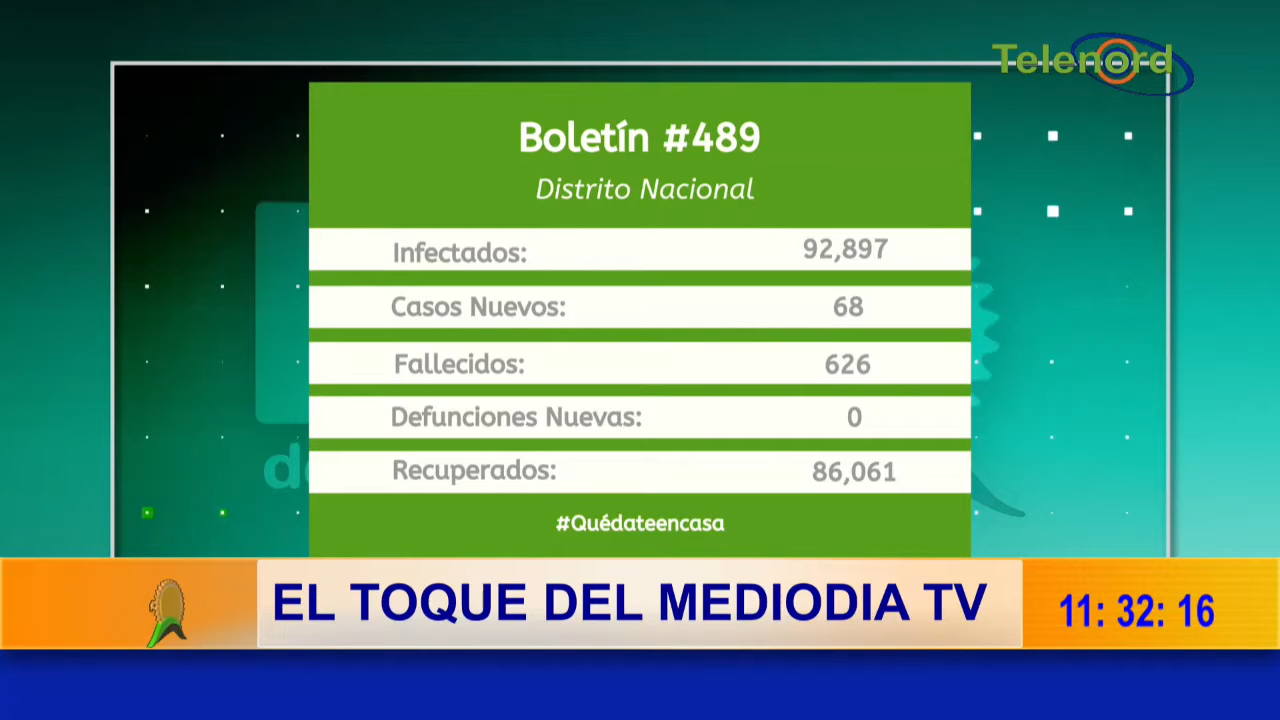 Telenord
Boletín #489
Distrito Nacional
Infectados: 92,897
Casos Nuevos: 68
Fallecidos: 626
Defunciones Nuevas: 0
Recuperados: 86,061
de
#Quédateencasa
EL TOQUE DEL MEDIODIA TV
11: 32: 16